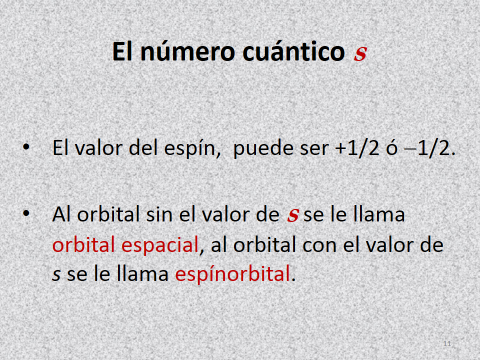 El número cuántico s
• El valor del espín, puede ser +1/2 ó −1/2.
• Al orbital sin el valor de s se le llama
orbital espacial, al orbital con el valor de
s se le llama espínorbital.
11